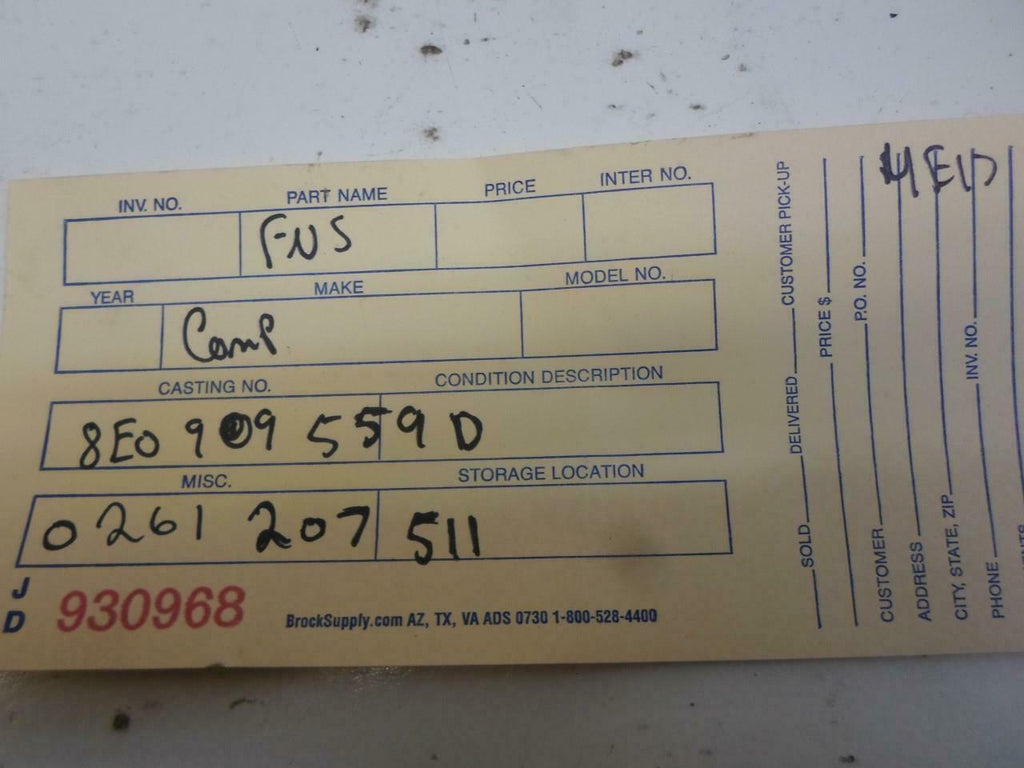 INV. NO. PART NAME PRICE INTER NO.
FNS
YEAR MAKE MODEL NO.
Comp
CASTING NO. CONDITION DESCRIPTION
8E0 909 559 D
MISC. STORAGE LOCATION
0 261 207 511
J
D 930968
BrockSupply.com AZ, TX, VA ADS 0730 1-800-528-4400
SOLD DELIVERED CUSTOMER PICK-UP
PRICE $
P.O. NO.
CUSTOMER
ADDRESS
CITY, STATE, ZIP INV. NO.
PHONE